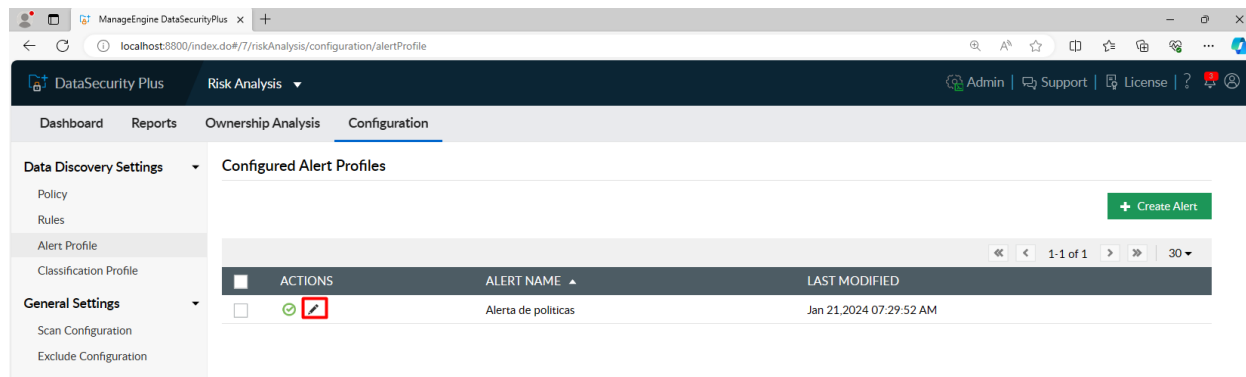 ManageEngine DataSecurityPlus
localhost:8800/index.do#/7/riskAnalysis/configuration/alertProfile
DataSecurity Plus
Risk Analysis
Admin | Support | License | ? 3
Dashboard Reports Ownership Analysis Configuration
Data Discovery Settings
Policy
Rules
Alert Profile
Classification Profile
General Settings
Scan Configuration
Exclude Configuration
Configured Alert Profiles
+ Create Alert
1-1 of 1 30
ACTIONS ALERT NAME LAST MODIFIED
Alerta de politicas Jan 21,2024 07:29:52 AM